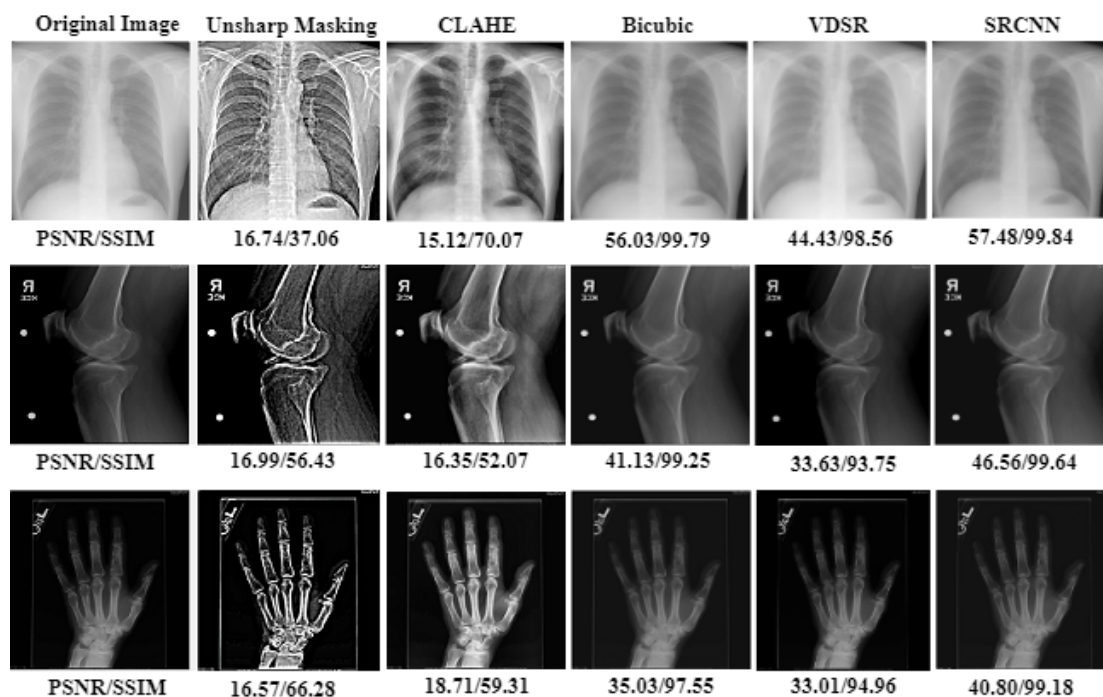 Original Image Unsharp Masking CLAHE Bicubic VDSR SRCNN
PSNR/SSIM 16.74/37.06 15.12/70.07 56.03/99.79 44.43/98.56 57.48/99.84
PSNR/SSIM 16.99/56.43 16.35/52.07 41.13/99.25 33.63/93.75 46.56/99.64
PSNR/SSIM 16.57/66.28 18.71/59.31 35.03/97.55 33.01/94.96 40.80/99.18